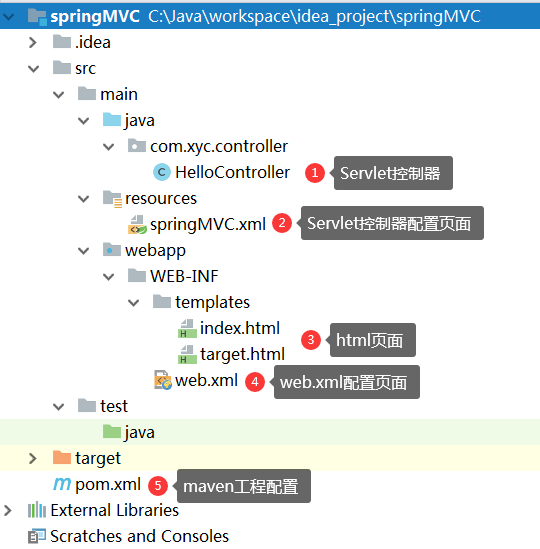 springMVC C:\Java\workspace\idea_project\springMVC
.idea
src
main
java
com.xyc.controller
HelloController 1 Servlet控制器
resources
springMVC.xml 2 Servlet控制器配置页面
webapp
WEB-INF
templates
index.html
3 html页面
target.html
web.xml 4 web.xml配置页面
test
java
target
pom.xml 5 maven工程配置
External Libraries
Scratches and Consoles